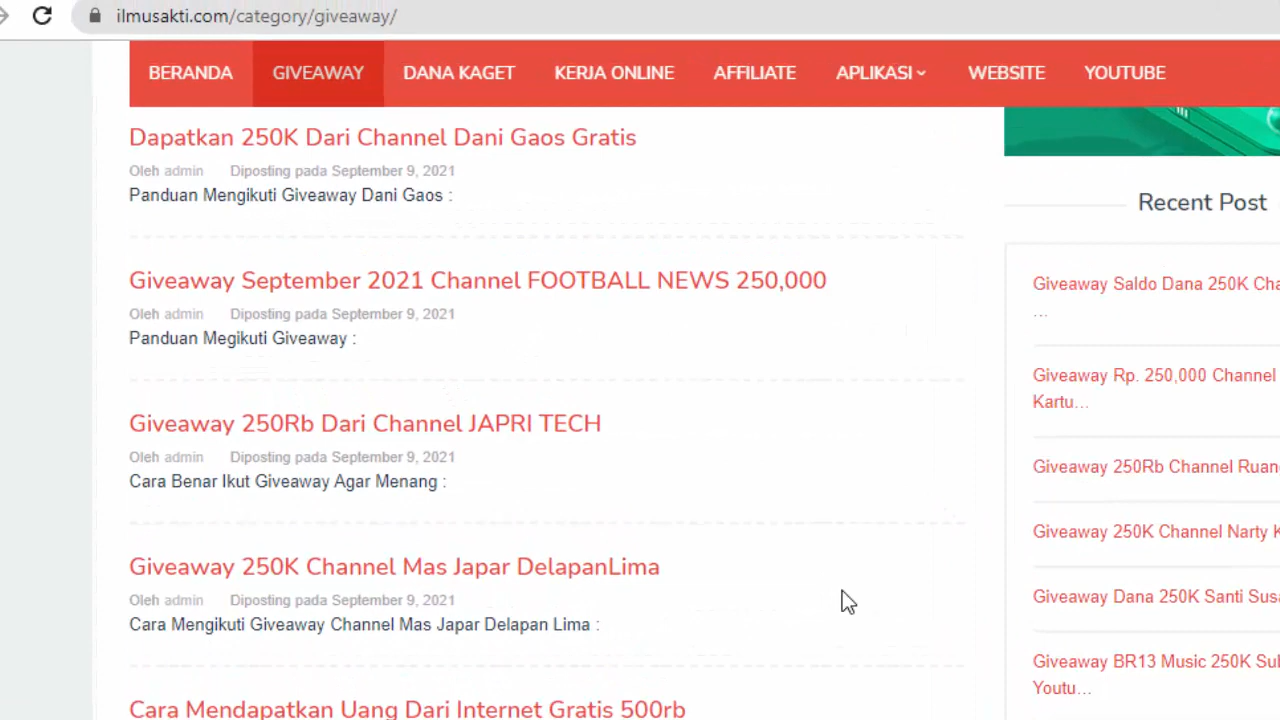 ilmusakti.com/category/giveaway/
BERANDA GIVEAWAY DANA KAGET KERJA ONLINE AFFILIATE APLIKASI WEBSITE YOUTUBE
Dapatkan 250K Dari Channel Dani Gaos Gratis
Oleh admin Diposting pada September 9, 2021
Panduan Mengikuti Giveaway Dani Gaos :
Giveaway September 2021 Channel FOOTBALL NEWS 250,000
Oleh admin Diposting pada September 9, 2021
Panduan Megikuti Giveaway :
Giveaway 250Rb Dari Channel JAPRI TECH
Oleh admin Diposting pada September 9, 2021
Cara Benar Ikut Giveaway Agar Menang :
Giveaway 250K Channel Mas Japar DelapanLima
Oleh admin Diposting pada September 9, 2021
Cara Mengikuti Giveaway Channel Mas Japar Delapan Lima :
Cara Mendapatkan Uang Dari Internet Gratis 500rb
Recent Post
Giveaway Saldo Dana 250K Cha
...
Giveaway Rp. 250,000 Channel
Kartu...
Giveaway 250Rb Channel Ruan
Giveaway 250K Channel Narty K
Giveaway Dana 250K Santi Susa
Giveaway BR13 Music 250K Sul
Youtu...